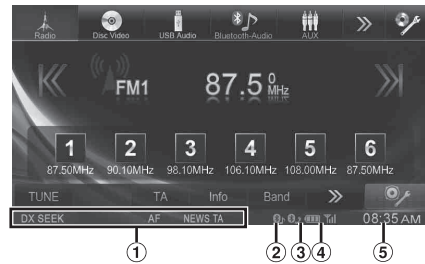 Radio Disc Video USB Audio Bluetooth-Audio AUX
FM1 87.5 0 MHz
1 2 3 4 5 6
87.50MHz 90.10MHz 98.10MHz 106.10MHz 108.00MHz 87.50MHz
TUNE TA Info Band
DX SEEK AF NEWS TA 08:35 AM
1 2 3 4 5